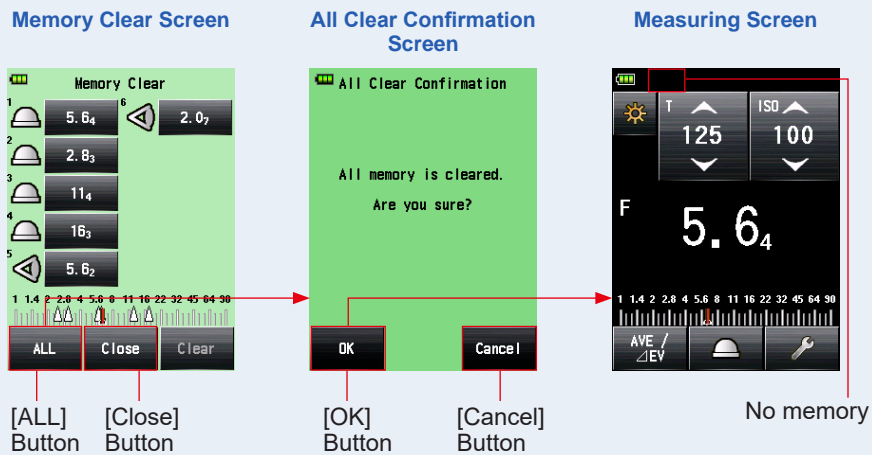 Memory Clear Screen
All Clear Confirmation
Screen
Measuring Screen
Memory Clear
1 5.6₄
6 2.0₇
2 2.8₃
3 11₄
4 16₃
5 5.6₂
1 1.4 2 2.8 4 5.6 8 11 16 22 32 45 64 90
ALL Close Clear
All Clear Confirmation
All memory is cleared.
Are you sure?
OK Cancel
T ISO
125 100
F 5.6₄
1 1.4 2 2.8 4 5.6 8 11 16 22 32 45 64 90
AVE /
⊿EV
[ALL]
Button
[Close]
Button
[OK]
Button
[Cancel]
Button
No memory